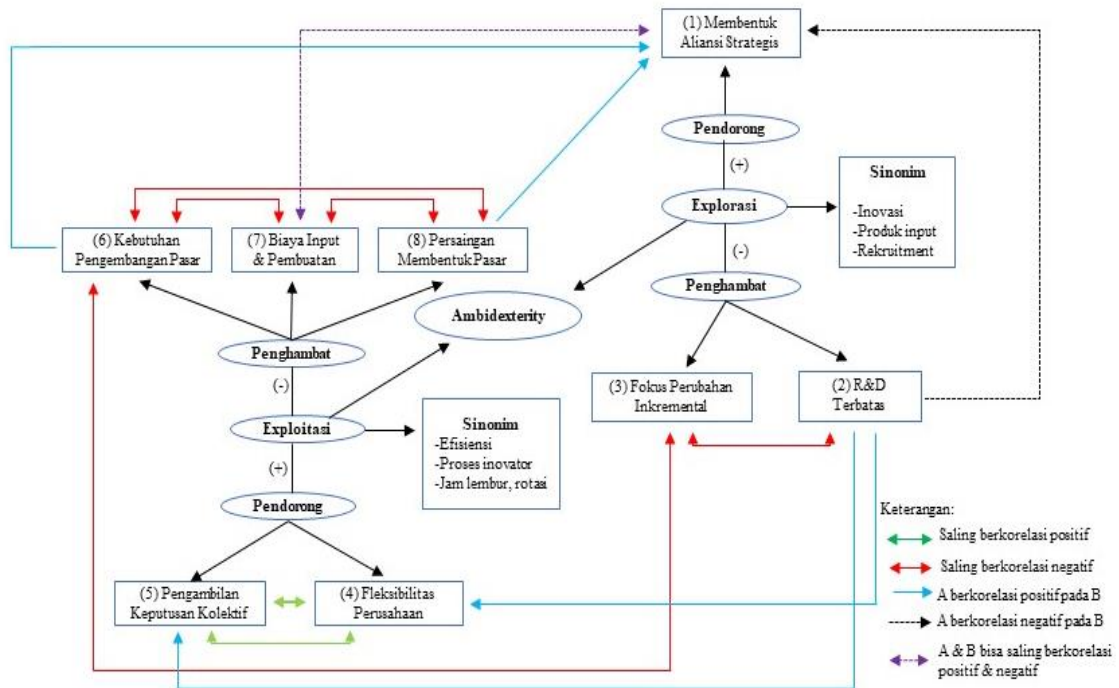 (1) Membentuk
Aliansi Strategis
Pendorong
(+)
Explorasi
(-)
Penghambat
Sinonim
-Inovasi
-Produk input
-Rekruitment
(6) Kebutuhan
Pengembangan Pasar
(7) Biaya Input
& Pembuatan
(8) Persaingan
Membentuk Pasar
Ambidexterity
Penghambat
(-)
Exploitasi
(+)
Pendorong
Sinonim
-Efisiensi
-Proses inovator
-Jam lembur, rotasi
(3) Fokus Perubahan
Inkremental
(2) R&D
Terbatas
(5) Pengambilan
Keputusan Kolektif
(4) Fleksibilitas
Perusahaan
Keterangan:
Saling berkorelasi positif
Saling berkorelasi negatif
A berkorelasi positif pada B
A berkorelasi negatif pada B
A & B bisa saling berkorelasi
positif & negatif